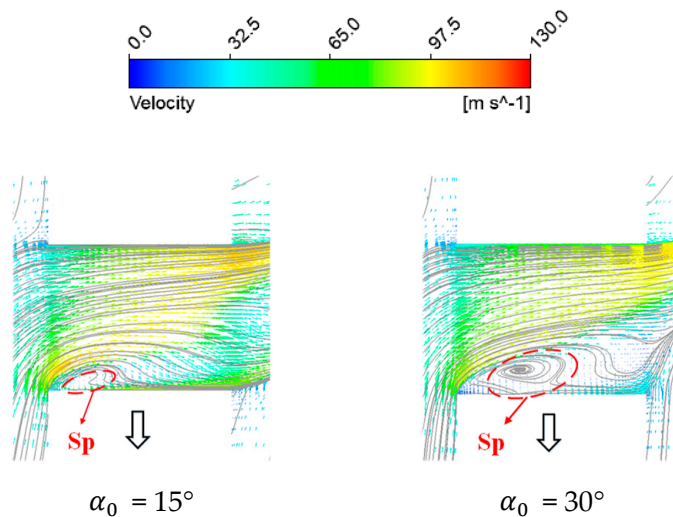 0.0 32.5 65.0 97.5 130.0
Velocity [m s^-1]
Sp Sp
α₀ = 15° α₀ = 30°